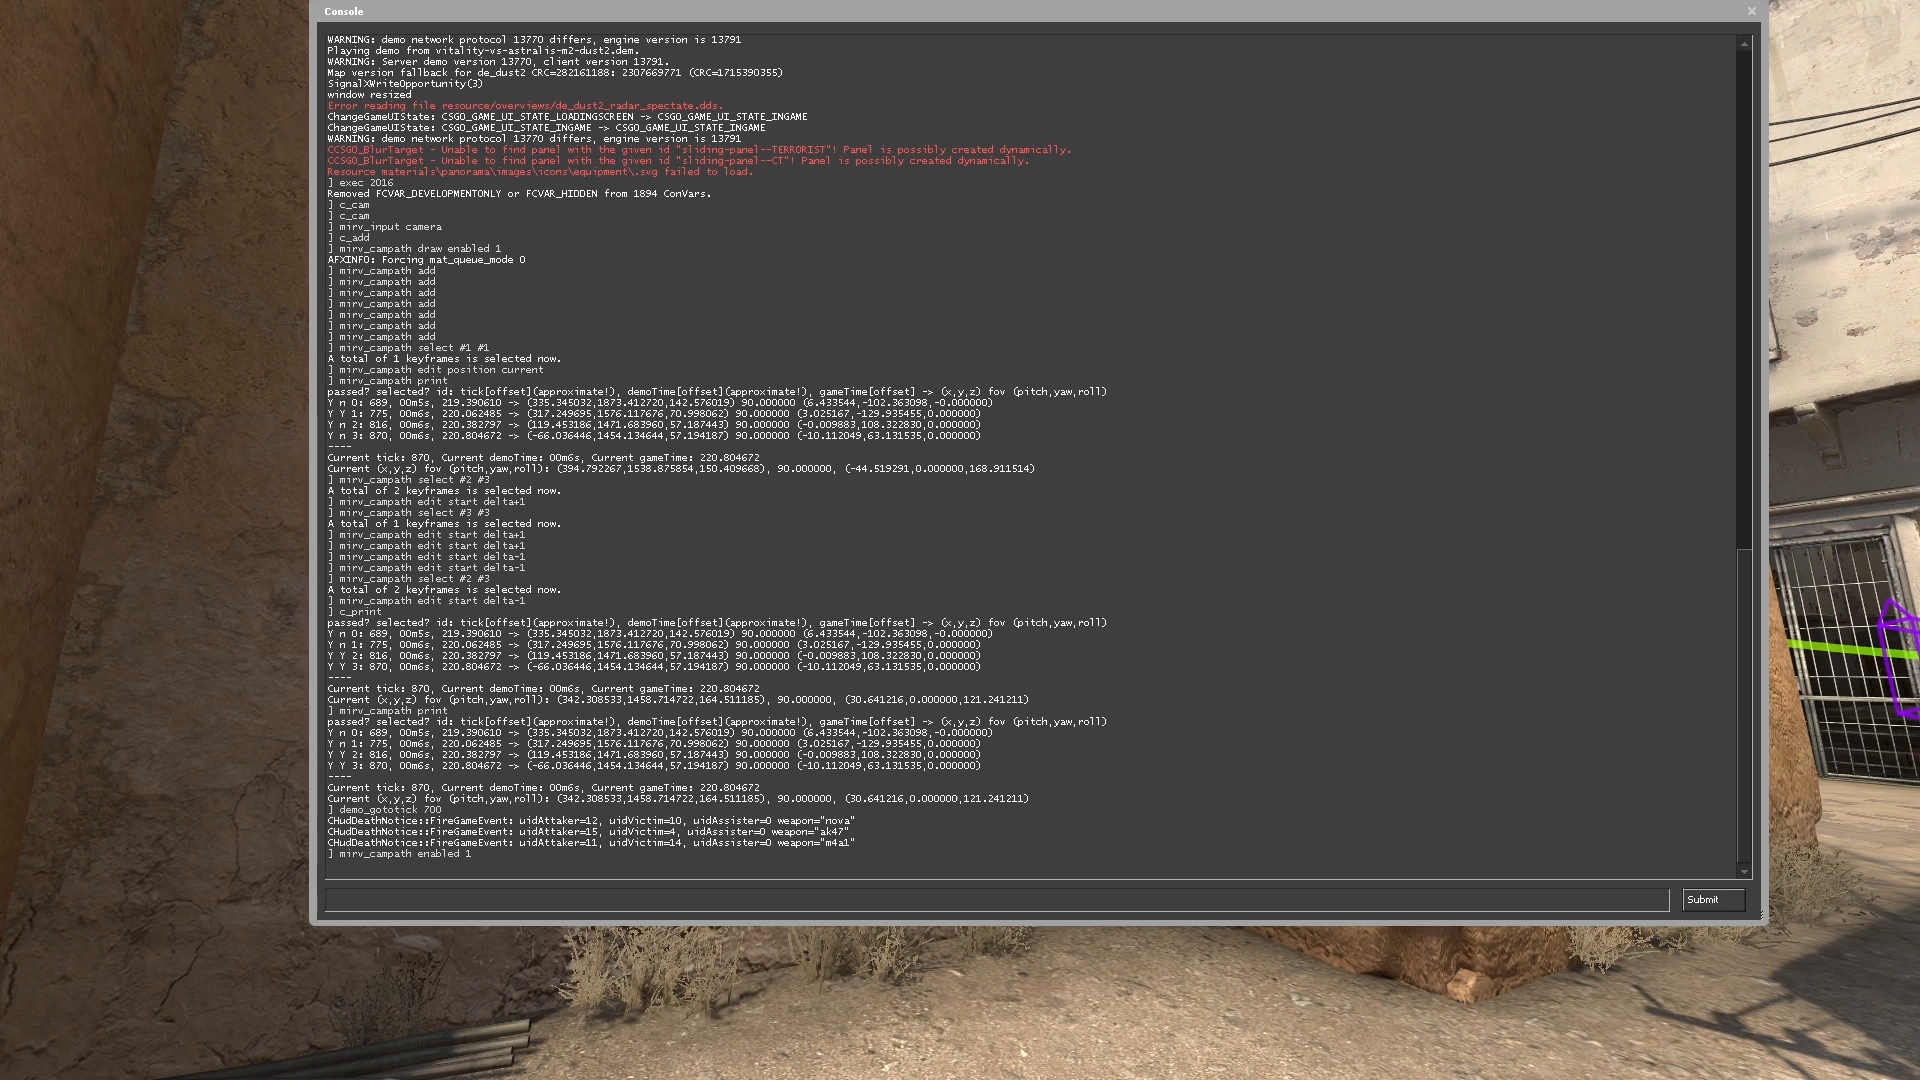 Console
WARNING: demo network protocol 13770 differs, engine version is 13791
Playing demo from vitality-vs-astralis-m2-dust2.dem.
WARNING: Server demo version 13770, client version 13791.
Map version fallback for de_dust2 CRC=282161188: 2307669771 (CRC=1715390355)
SignalXWriteOpportunity(3)
window resized
Error reading file resource/overviews/de_dust2_radar_spectate.dds.
ChangeGameUIState: CSGO_GAME_UI_STATE_LOADINGSCREEN -> CSGO_GAME_UI_STATE_INGAME
ChangeGameUIState: CSGO_GAME_UI_STATE_INGAME -> CSGO_GAME_UI_STATE_INGAME
WARNING: demo network protocol 13770 differs, engine version is 13791
CCSGO_BlurTarget - Unable to find panel with the given id "sliding-panel--TERRORIST"! Panel is possibly created dynamically.
CCSGO_BlurTarget - Unable to find panel with the given id "sliding-panel--CT"! Panel is possibly created dynamically.
Resource materials\panorama\images\icons\equipment\.svg failed to load.
] exec 2016
Removed FCVAR_DEVELOPMENTONLY or FCVAR_HIDDEN from 1894 ConVars.
] c_cam
] c_cam
] mirv_input camera
] c_add
] mirv_campath draw enabled 1
AFXINFO: Forcing mat_queue_mode 0
] mirv_campath add
] mirv_campath add
] mirv_campath add
] mirv_campath add
] mirv_campath add
] mirv_campath add
] mirv_campath add
] mirv_campath select #1 #1
A total of 1 keyframes is selected now.
] mirv_campath edit position current
] mirv_campath print
passed? selected? id: tick[offset](approximate!), demoTime[offset](approximate!), gameTime[offset] -> (x,y,z) fov (pitch,yaw,roll)
Y n 0: 689, 00m5s, 219.390610 -> (335.345032,1873.412720,142.576019) 90.000000 (6.433544,-102.363098,-0.000000)
Y Y 1: 775, 00m6s, 220.062485 -> (317.249695,1576.117676,70.998062) 90.000000 (3.025167,-129.935455,0.000000)
Y n 2: 816, 00m6s, 220.382797 -> (119.453186,1471.683960,57.187443) 90.000000 (-0.009883,108.322830,0.000000)
Y n 3: 870, 00m6s, 220.804672 -> (-66.036446,1454.134644,57.194187) 90.000000 (-10.112049,63.131535,0.000000)
----
Current tick: 870, Current demoTime: 00m6s, Current gameTime: 220.804672
Current (x,y,z) fov (pitch,yaw,roll): (394.792267,1538.875854,150.409668), 90.000000, (-44.519291,0.000000,168.911514)
] mirv_campath select #2 #3
A total of 2 keyframes is selected now.
] mirv_campath edit start delta+1
] mirv_campath select #3 #3
A total of 1 keyframes is selected now.
] mirv_campath edit start delta+1
] mirv_campath edit start delta+1
] mirv_campath edit start delta-1
] mirv_campath edit start delta-1
] mirv_campath select #2 #3
A total of 2 keyframes is selected now.
] mirv_campath edit start delta-1
] c_print
passed? selected? id: tick[offset](approximate!), demoTime[offset](approximate!), gameTime[offset] -> (x,y,z) fov (pitch,yaw,roll)
Y n 0: 689, 00m5s, 219.390610 -> (335.345032,1873.412720,142.576019) 90.000000 (6.433544,-102.363098,-0.000000)
Y n 1: 775, 00m6s, 220.062485 -> (317.249695,1576.117676,70.998062) 90.000000 (3.025167,-129.935455,0.000000)
Y Y 2: 816, 00m6s, 220.382797 -> (119.453186,1471.683960,57.187443) 90.000000 (-0.009883,108.322830,0.000000)
Y Y 3: 870, 00m6s, 220.804672 -> (-66.036446,1454.134644,57.194187) 90.000000 (-10.112049,63.131535,0.000000)
----
Current tick: 870, Current demoTime: 00m6s, Current gameTime: 220.804672
Current (x,y,z) fov (pitch,yaw,roll): (342.308533,1458.714722,164.511185), 90.000000, (30.641216,0.000000,121.241211)
] mirv_campath print
passed? selected? id: tick[offset](approximate!), demoTime[offset](approximate!), gameTime[offset] -> (x,y,z) fov (pitch,yaw,roll)
Y n 0: 689, 00m5s, 219.390610 -> (335.345032,1873.412720,142.576019) 90.000000 (6.433544,-102.363098,-0.000000)
Y n 1: 775, 00m6s, 220.062485 -> (317.249695,1576.117676,70.998062) 90.000000 (3.025167,-129.935455,0.000000)
Y Y 2: 816, 00m6s, 220.382797 -> (119.453186,1471.683960,57.187443) 90.000000 (-0.009883,108.322830,0.000000)
Y Y 3: 870, 00m6s, 220.804672 -> (-66.036446,1454.134644,57.194187) 90.000000 (-10.112049,63.131535,0.000000)
----
Current tick: 870, Current demoTime: 00m6s, Current gameTime: 220.804672
Current (x,y,z) fov (pitch,yaw,roll): (342.308533,1458.714722,164.511185), 90.000000, (30.641216,0.000000,121.241211)
] demo_gototick 700
CHudDeathNotice::FireGameEvent: uidAttaker=12, uidVictim=10, uidAssister=0 weapon="nova"
CHudDeathNotice::FireGameEvent: uidAttaker=15, uidVictim=4, uidAssister=0 weapon="ak47"
CHudDeathNotice::FireGameEvent: uidAttaker=11, uidVictim=14, uidAssister=0 weapon="m4a1"
] mirv_campath enabled 1
Submit